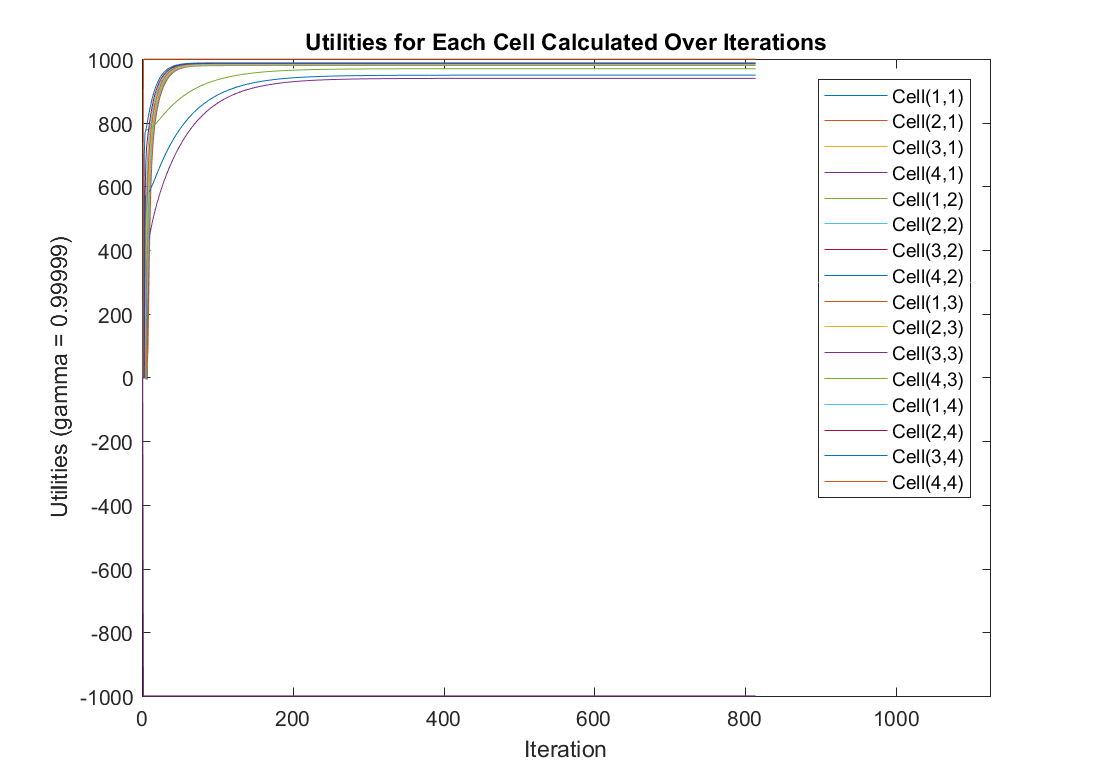 Utilities for Each Cell Calculated Over Iterations
1000
800
600
400
200
0
-200
-400
-600
-800
-1000
Utilities (gamma = 0.99999)
0 200 400 600 800 1000
Iteration
Cell(1,1)
Cell(2,1)
Cell(3,1)
Cell(4,1)
Cell(1,2)
Cell(2,2)
Cell(3,2)
Cell(4,2)
Cell(1,3)
Cell(2,3)
Cell(3,3)
Cell(4,3)
Cell(1,4)
Cell(2,4)
Cell(3,4)
Cell(4,4)